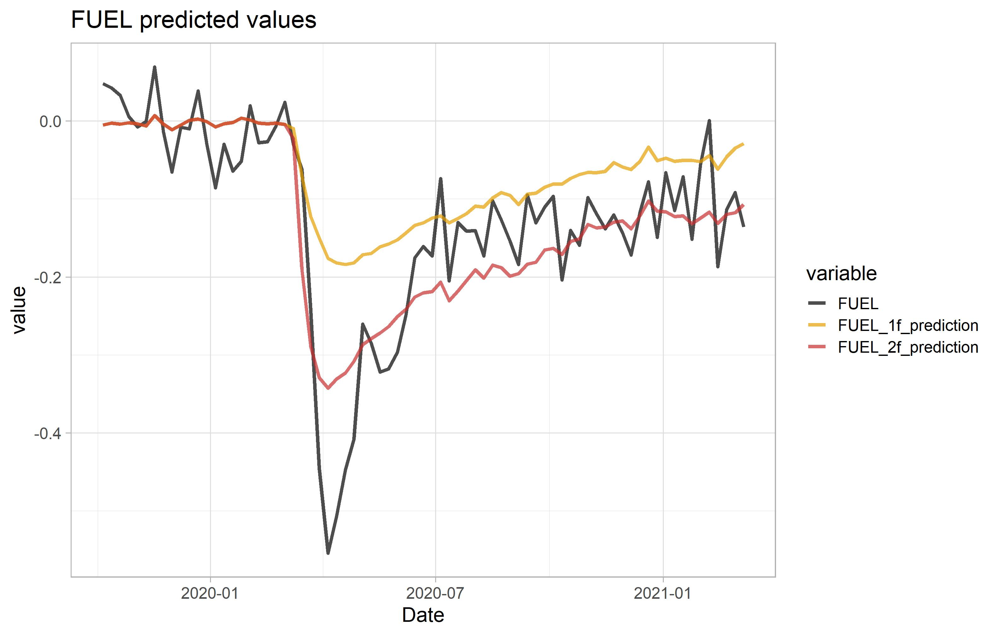 FUEL predicted values
value
0.0
-0.2
-0.4
2020-01
2020-07
2021-01
Date
variable
FUEL
FUEL_1f_prediction
FUEL_2f_prediction